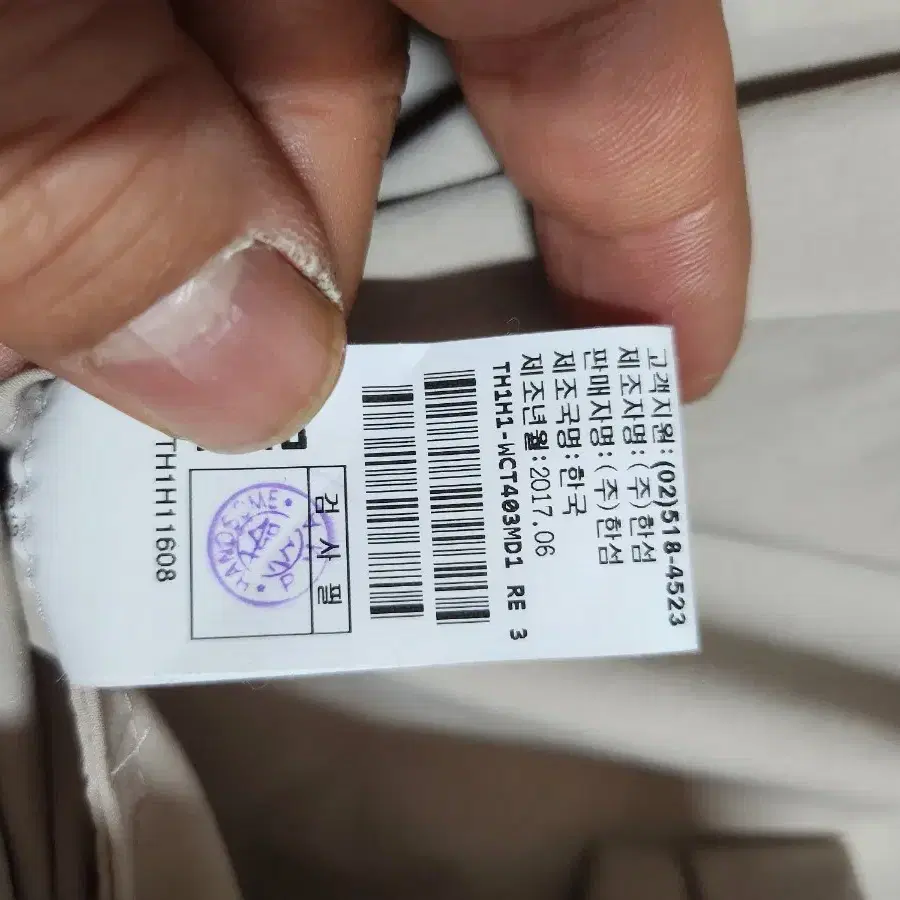 고객지원: (02)518-4523
제조자명: (주)한섬
판매자명: (주)한섬
제조국명: 한국
제조년월: 2017.06
TH1H1-WCT403MD1 RE 3
검사필
HANDSOME
TH1H11608